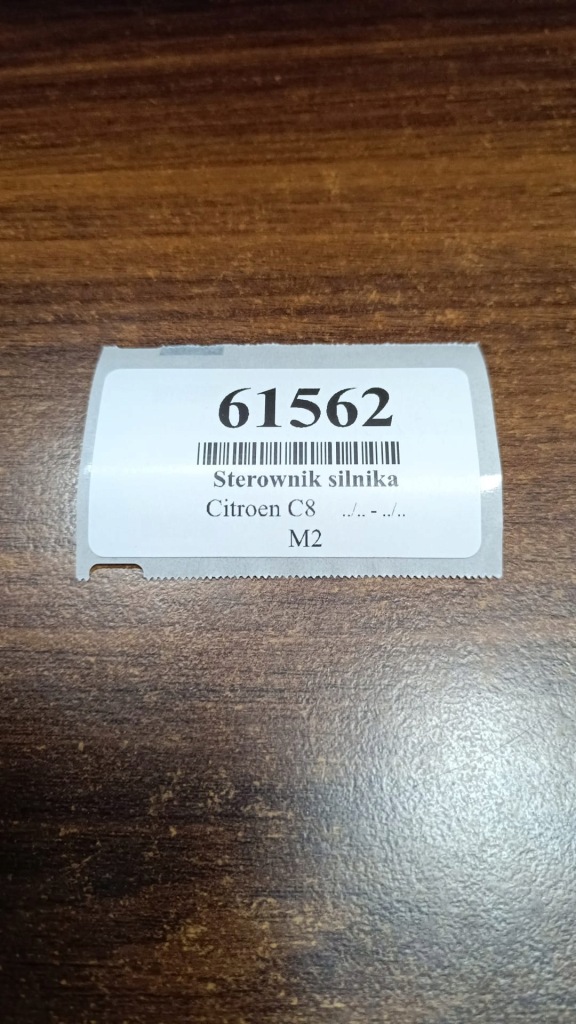 61562
Sterownik silnika
Citroen C8 ../.. - ../..
M2